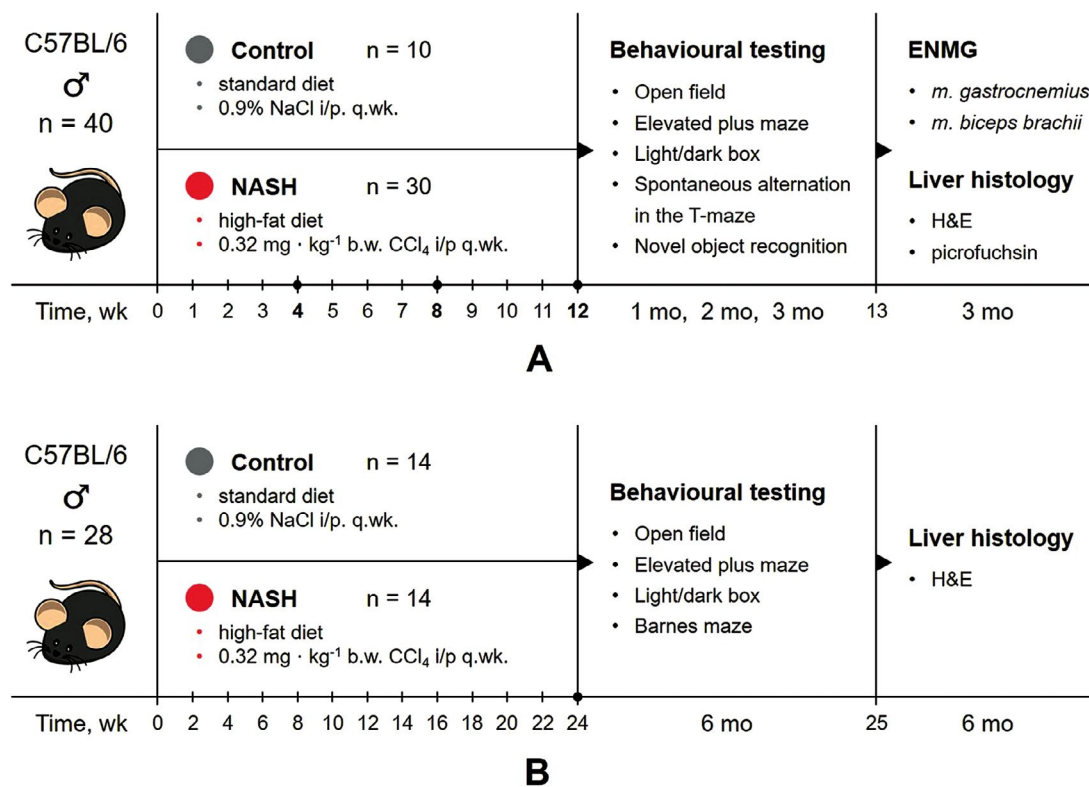 C57BL/6
♂
n = 40
Control n = 10
• standard diet
• 0.9% NaCl i/p. q.wk.
NASH n = 30
• high-fat diet
• 0.32 mg · kg⁻¹ b.w. CCl₄ i/p q.wk.
Behavioural testing
• Open field
• Elevated plus maze
• Light/dark box
• Spontaneous alternation
in the T-maze
• Novel object recognition
ENMG
• m. gastrocnemius
• m. biceps brachii
Liver histology
• H&E
• picrofuchsin
Time, wk 0 1 2 3 4 5 6 7 8 9 10 11 12 1 mo, 2 mo, 3 mo 13 3 mo
A
C57BL/6
♂
n = 28
Control n = 14
• standard diet
• 0.9% NaCl i/p. q.wk.
NASH n = 14
• high-fat diet
• 0.32 mg · kg⁻¹ b.w. CCl₄ i/p q.wk.
Behavioural testing
• Open field
• Elevated plus maze
• Light/dark box
• Barnes maze
Liver histology
• H&E
Time, wk 0 2 4 6 8 10 12 14 16 18 20 22 24 6 mo 25 6 mo
B